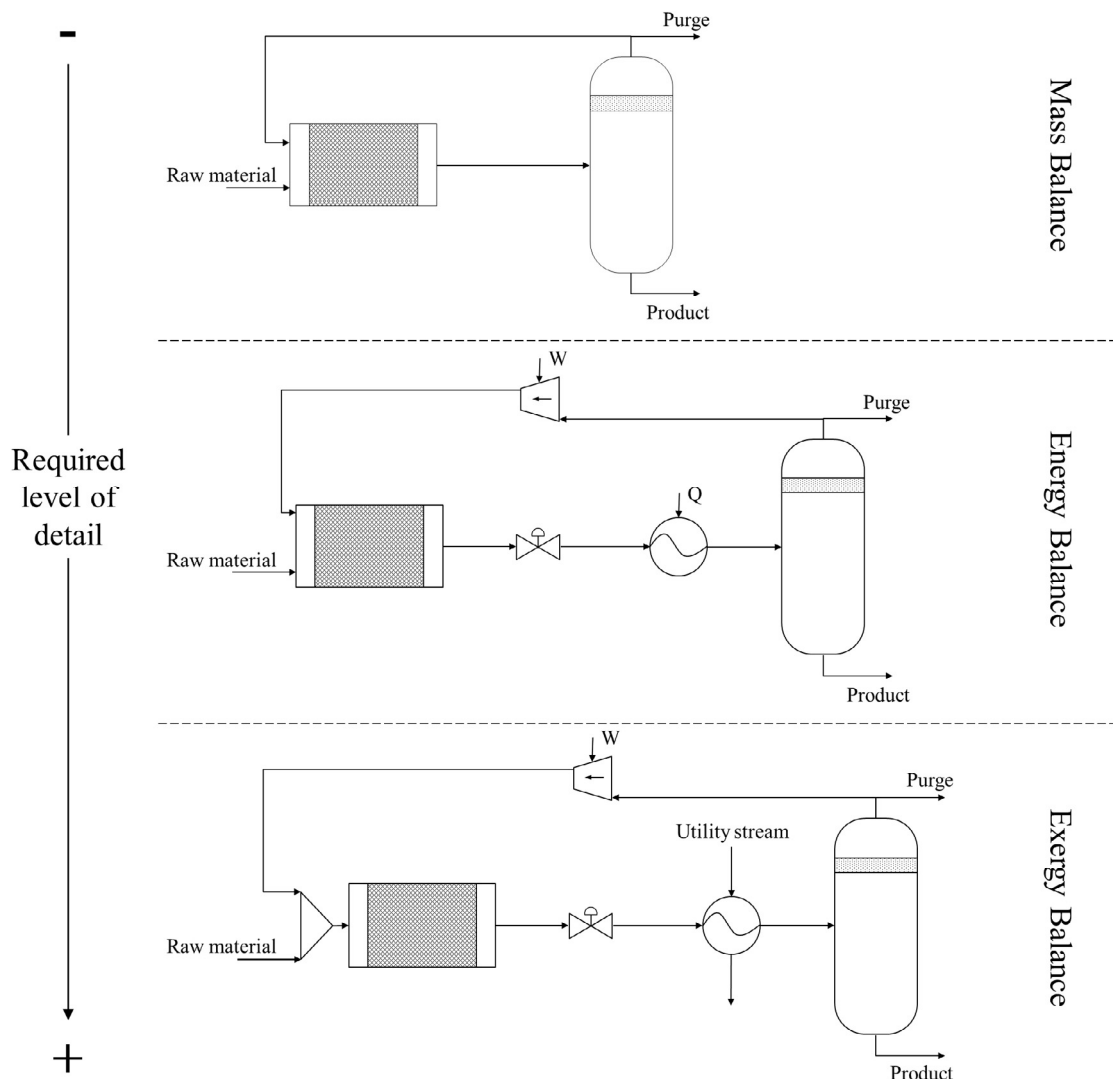 -
Required
level of
detail
+
Purge
Raw material
Product
Mass Balance
W
Purge
Q
Raw material
Product
Energy Balance
W
Purge
Utility stream
Raw material
Product
Exergy Balance